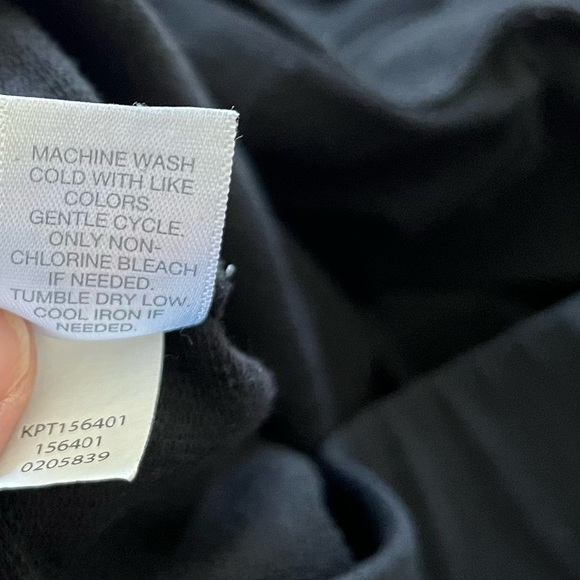 MACHINE WASH
COLD WITH LIKE
COLORS.
GENTLE CYCLE.
ONLY NON-
CHLORINE BLEACH
IF NEEDED.
TUMBLE DRY LOW.
COOL IRON IF
NEEDED.
KPT156401
156401
0205839